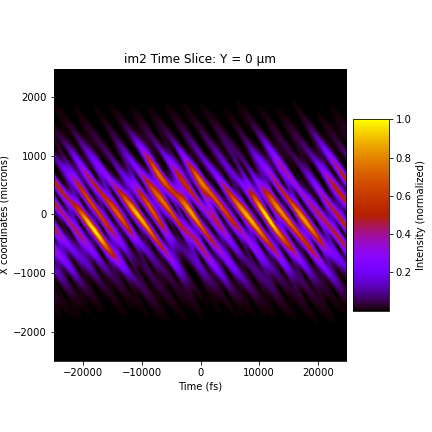 im2 Time Slice: Y = 0 μm
X coordinates (microns)
2000
1000
0
−1000
−2000
−20000 −10000 0 10000 20000
Time (fs)
1.0
0.8
0.6
0.4
0.2
Intensity (normalized)